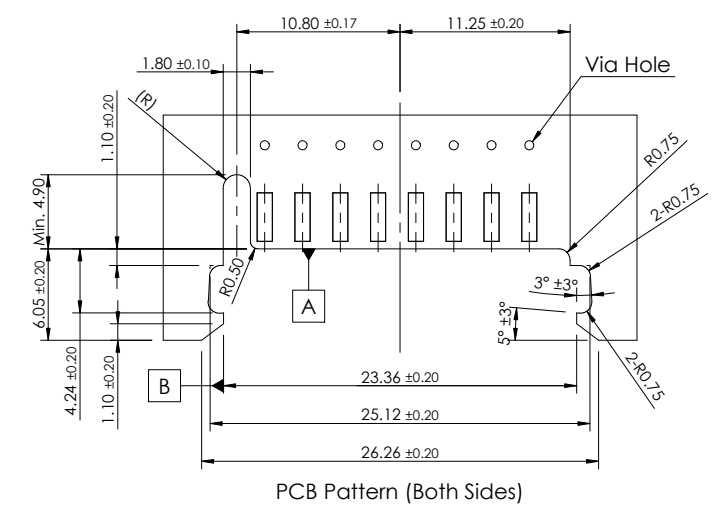 10.80 ±0.17
11.25 ±0.20
1.80 ±0.10
Via Hole
(R)
1.10 ±0.20
R0.75
2-R0.75
Min. 4.90
R0.50
3° ±3°
A
6.05 ±0.20
5° ±3°
4.24 ±0.20
1.10 ±0.20
2-R0.75
B
23.36 ±0.20
25.12 ±0.20
26.26 ±0.20
PCB Pattern (Both Sides)